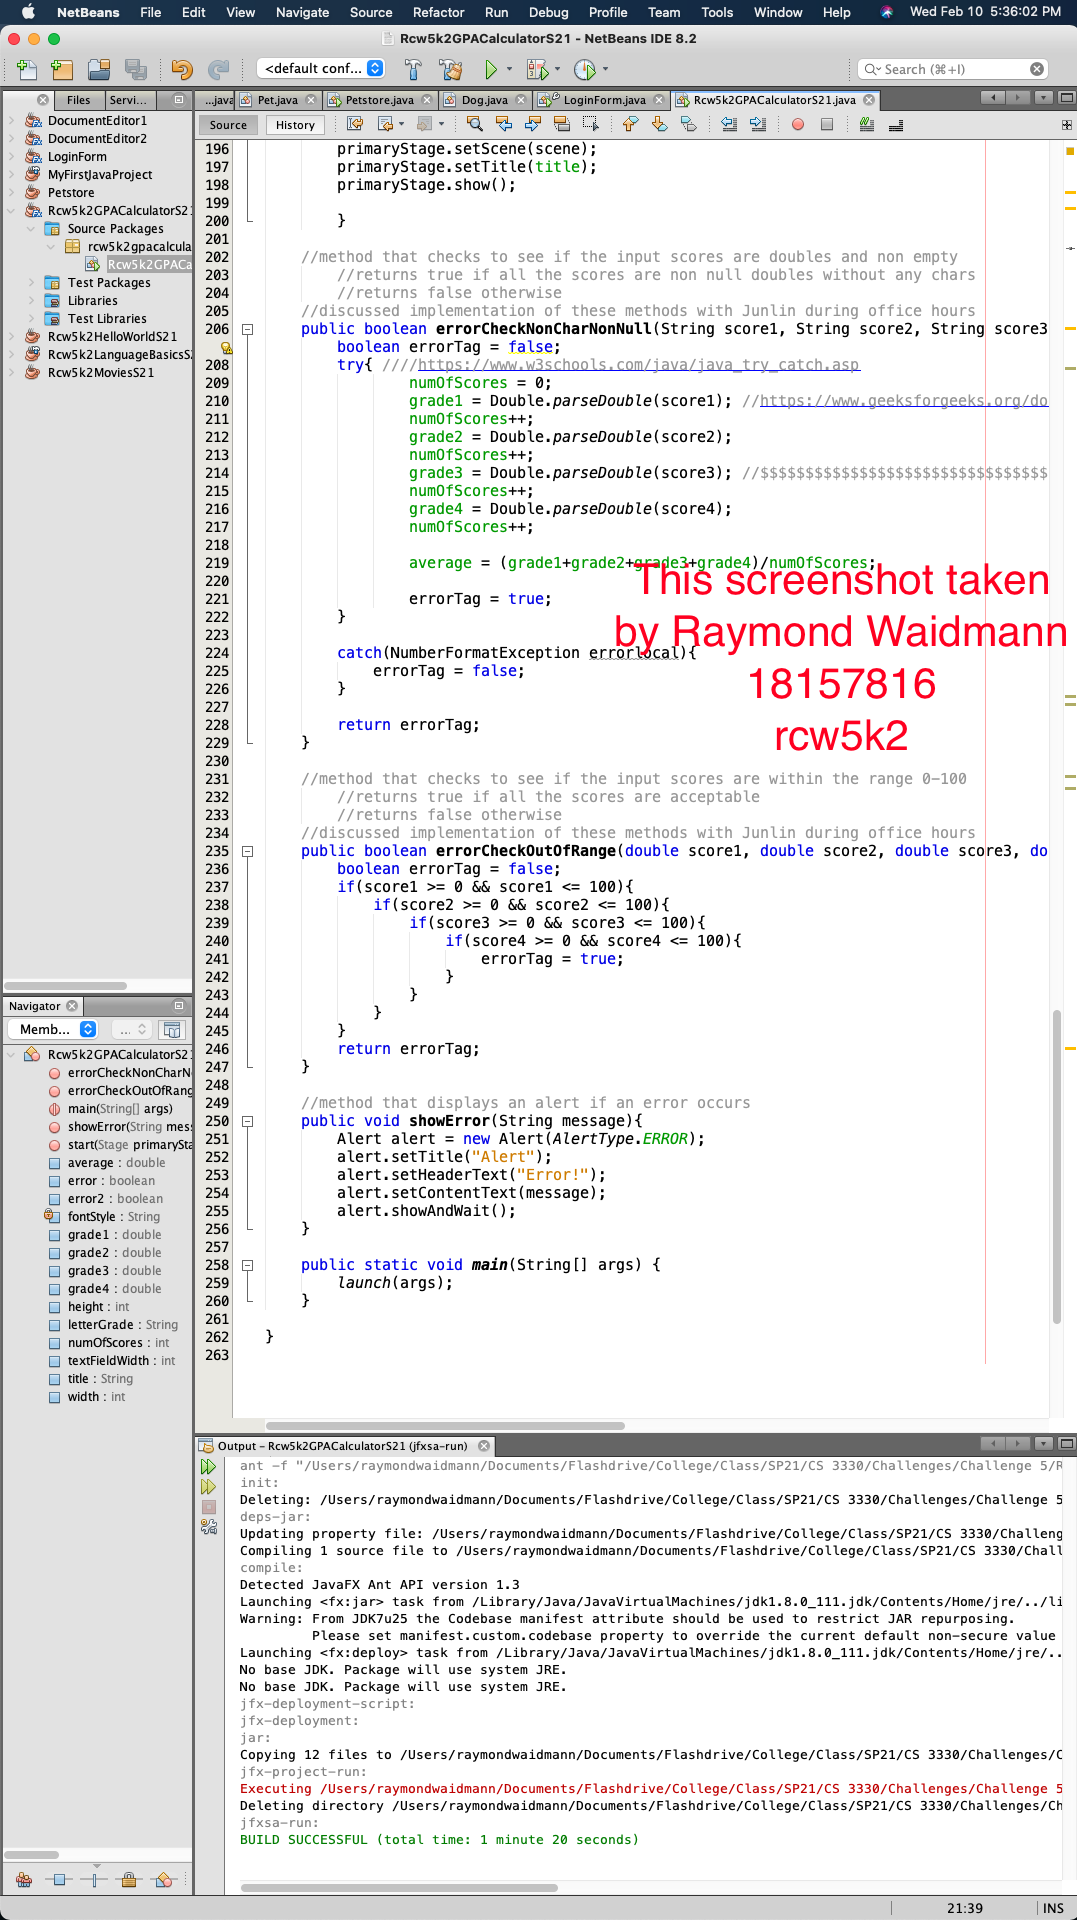 NetBeans File Edit View Navigate Source Refactor Run Debug Profile Team Tools Window Help Wed Feb 10 5:36:02 PM
Rcw5k2GPACalculatorS21 - NetBeans IDE 8.2
<default conf... Search (⌘+I)
Files Servi... ...java Pet.java Petstore.java Dog.java LoginForm.java Rcw5k2GPACalculatorS21.java
Source History
DocumentEditor1
DocumentEditor2
LoginForm
MyFirstJavaProject
Petstore
Rcw5k2GPACalculatorS21
Source Packages
rcw5k2gpacalcula
Rcw5k2GPACa
Test Packages
Libraries
Test Libraries
Rcw5k2HelloWorldS21
Rcw5k2LanguageBasicsS2
Rcw5k2MoviesS21
196 primaryStage.setScene(scene);
197 primaryStage.setTitle(title);
198 primaryStage.show();
199
200 }
201
202 //method that checks to see if the input scores are doubles and non empty
203 //returns true if all the scores are non null doubles without any chars
204 //returns false otherwise
205 //discussed implementation of these methods with Junlin during office hours
206 public boolean errorCheckNonCharNonNull(String score1, String score2, String score3
boolean errorTag = false;
208 try{ ////https://www.w3schools.com/java/java_try_catch.asp
209 numOfScores = 0;
210 grade1 = Double.parseDouble(score1); //https://www.geeksforgeeks.org/do
211 numOfScores++;
212 grade2 = Double.parseDouble(score2);
213 numOfScores++;
214 grade3 = Double.parseDouble(score3); //$$$$$$$$$$$$$$$$$$$$$$$$$$$$$$$$
215 numOfScores++;
216 grade4 = Double.parseDouble(score4);
217 numOfScores++;
218
219 average = (grade1+grade2+grade3+grade4)/numOfScores;
220
221 errorTag = true;
222 }
223
224 catch(NumberFormatException errorlocal){
225 errorTag = false;
226 }
227
228 return errorTag;
229 }
230
231 //method that checks to see if the input scores are within the range 0-100
232 //returns true if all the scores are acceptable
233 //returns false otherwise
234 //discussed implementation of these methods with Junlin during office hours
235 public boolean errorCheckOutOfRange(double score1, double score2, double score3, do
236 boolean errorTag = false;
237 if(score1 >= 0 && score1 <= 100){
238 if(score2 >= 0 && score2 <= 100){
239 if(score3 >= 0 && score3 <= 100){
240 if(score4 >= 0 && score4 <= 100){
241 errorTag = true;
242 }
243 }
244 }
245 }
246 return errorTag;
247 }
248
249 //method that displays an alert if an error occurs
250 public void showError(String message){
251 Alert alert = new Alert(AlertType.ERROR);
252 alert.setTitle("Alert");
253 alert.setHeaderText("Error!");
254 alert.setContentText(message);
255 alert.showAndWait();
256 }
257
258 public static void main(String[] args) {
259 launch(args);
260 }
261
262 }
263
This screenshot taken
by Raymond Waidmann
18157816
rcw5k2
Navigator
Memb... ...
Rcw5k2GPACalculatorS21
errorCheckNonCharN
errorCheckOutOfRang
main(String[] args)
showError(String mes
start(Stage primarySta
average : double
error : boolean
error2 : boolean
fontStyle : String
grade1 : double
grade2 : double
grade3 : double
grade4 : double
height : int
letterGrade : String
numOfScores : int
textFieldWidth : int
title : String
width : int
Output - Rcw5k2GPACalculatorS21 (jfxsa-run)
ant -f "/Users/raymondwaidmann/Documents/Flashdrive/College/Class/SP21/CS 3330/Challenges/Challenge 5/R
init:
Deleting: /Users/raymondwaidmann/Documents/Flashdrive/College/Class/SP21/CS 3330/Challenges/Challenge 5
deps-jar:
Updating property file: /Users/raymondwaidmann/Documents/Flashdrive/College/Class/SP21/CS 3330/Challeng
Compiling 1 source file to /Users/raymondwaidmann/Documents/Flashdrive/College/Class/SP21/CS 3330/Chall
compile:
Detected JavaFX Ant API version 1.3
Launching <fx:jar> task from /Library/Java/JavaVirtualMachines/jdk1.8.0_111.jdk/Contents/Home/jre/../li
Warning: From JDK7u25 the Codebase manifest attribute should be used to restrict JAR repurposing.
Please set manifest.custom.codebase property to override the current default non-secure value
Launching <fx:deploy> task from /Library/Java/JavaVirtualMachines/jdk1.8.0_111.jdk/Contents/Home/jre/..
No base JDK. Package will use system JRE.
No base JDK. Package will use system JRE.
jfx-deployment-script:
jfx-deployment:
jar:
Copying 12 files to /Users/raymondwaidmann/Documents/Flashdrive/College/Class/SP21/CS 3330/Challenges/C
jfx-project-run:
Executing /Users/raymondwaidmann/Documents/Flashdrive/College/Class/SP21/CS 3330/Challenges/Challenge 5
Deleting directory /Users/raymondwaidmann/Documents/Flashdrive/College/Class/SP21/CS 3330/Challenges/Ch
jfxsa-run:
BUILD SUCCESSFUL (total time: 1 minute 20 seconds)
21:39 INS